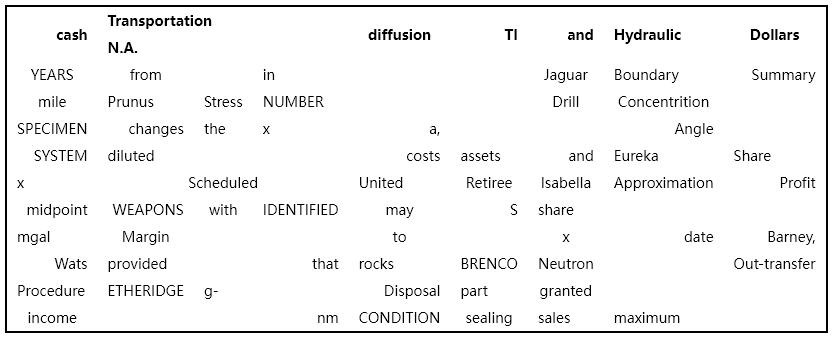 cash Transportation N.A. diffusion TI and Hydraulic Dollars
YEARS from in Jaguar Boundary Summary
mile Prunus Stress NUMBER Drill Concentrition
SPECIMEN changes the x a, Angle
SYSTEM diluted costs assets and Eureka Share
x Scheduled United Retiree Isabella Approximation Profit
midpoint WEAPONS with IDENTIFIED may S share
mgal Margin to x date Barney,
Wats provided that rocks BRENCO Neutron Out-transfer
Procedure ETHERIDGE g- Disposal part granted
income nm CONDITION sealing sales maximum